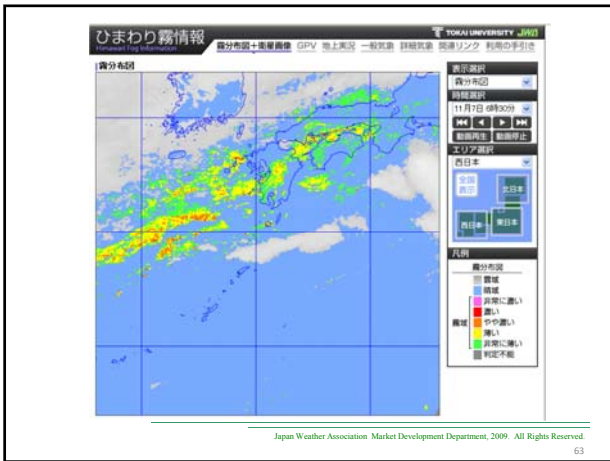 ひまわり霧情報
Himawari Fog Information
TOKAI UNIVERSITY JWA
霧分布図+衛星画像 GPV 地上実況 一般気象 詳細気象 関連リンク 利用の手引き
霧分布図
表示選択
霧分布図
時間選択
11月7日 6時30分
動画再生 動画停止
エリア選択
西日本
全国
表示
北日本
西日本
東日本
凡例
霧分布図
雲域
晴域
霧域
非常に濃い
濃い
やや濃い
薄い
非常に薄い
判定不能
Japan Weather Association Market Development Department, 2009. All Rights Reserved.
63